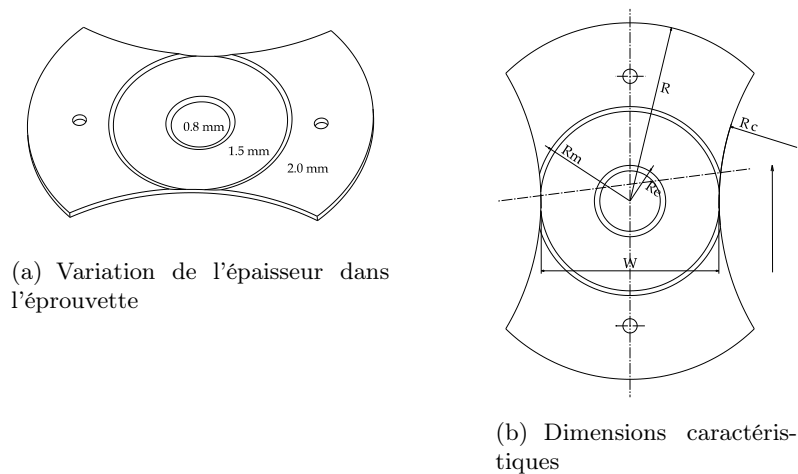 0.8 mm
1.5 mm
2.0 mm
(a) Variation de l'épaisseur dans
l'éprouvette
R
Rc
Rm
Re
W
(b) Dimensions caractéris-
tiques